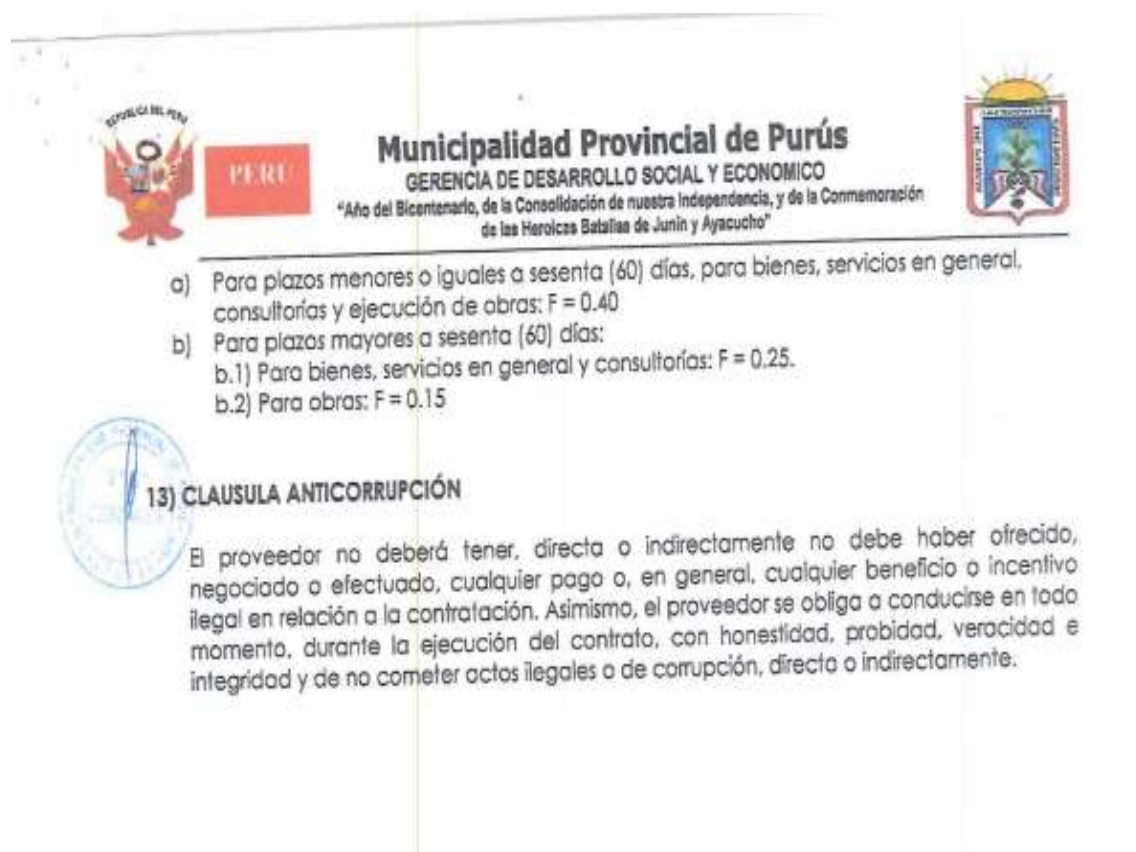 REPUBLICA DEL PERU
PERU
Municipalidad Provincial de Purús
GERENCIA DE DESARROLLO SOCIAL Y ECONOMICO
"Año del Bicentenario, de la Consolidación de nuestra Independencia, y de la Conmemoración
de las Heroicas Batallas de Junín y Ayacucho"
a) Para plazos menores o iguales a sesenta (60) días, para bienes, servicios en general,
consultorías y ejecución de obras: F = 0.40
b) Para plazos mayores a sesenta (60) días:
b.1) Para bienes, servicios en general y consultorías: F = 0.25.
b.2) Para obras: F = 0.15
13) CLAUSULA ANTICORRUPCIÓN
El proveedor no deberá tener, directa o indirectamente no debe haber ofrecido,
negociado o efectuado, cualquier pago o, en general, cualquier beneficio o incentivo
ilegal en relación a la contratación. Asimismo, el proveedor se obliga a conducirse en todo
momento, durante la ejecución del contrato, con honestidad, probidad, veracidad e
integridad y de no cometer actos ilegales o de corrupción, directa o indirectamente.